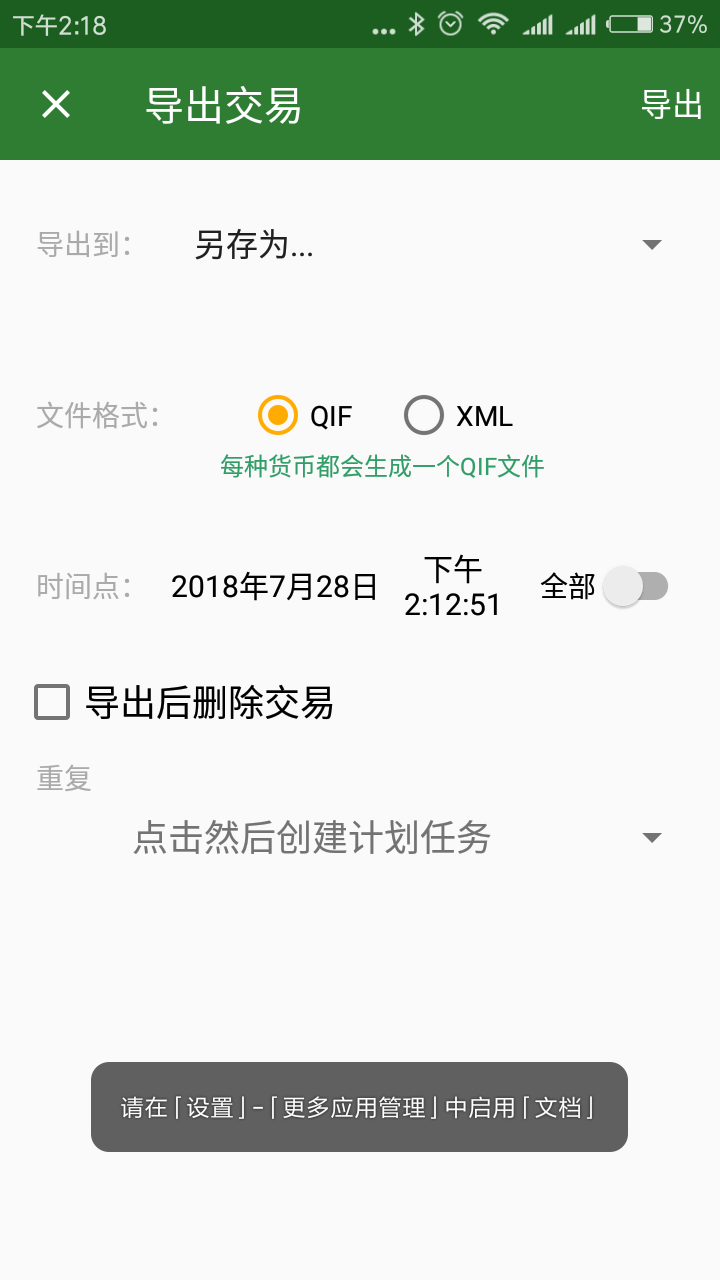 下午2:18
37%
导出交易
导出
导出到：
另存为...
文件格式：
QIF
XML
每种货币都会生成一个QIF文件
时间点：
2018年7月28日
下午
2:12:51
全部
导出后删除交易
重复
点击然后创建计划任务
请在「设置」-「更多应用管理」中启用「文档」